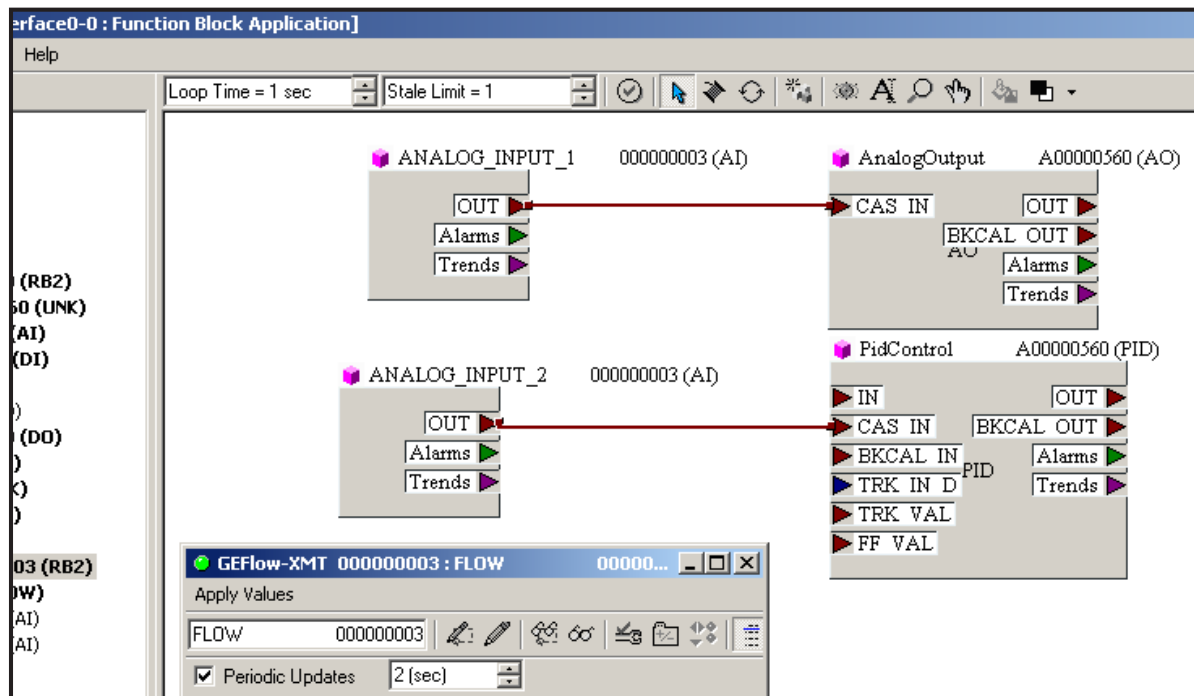 erface0-0 : Function Block Application]
Help
Loop Time = 1 sec
Stale Limit = 1
ANALOG_INPUT_1 000000003 (AI)
OUT
Alarms
Trends
AnalogOutput A00000560 (AO)
CAS IN
OUT
BKCAL OUT
AO
Alarms
Trends
(RB2)
60 (UNK)
(AI)
(DI)
(DO)
ANALOG_INPUT_2 000000003 (AI)
OUT
Alarms
Trends
PidControl A00000560 (PID)
IN
CAS IN
BKCAL IN
TRK IN D
TRK VAL
FF VAL
PID
OUT
BKCAL OUT
Alarms
Trends
03 (RB2)
OW)
(AI)
(AI)
GEFlow-XMT 000000003 : FLOW 00000...
Apply Values
FLOW 000000003
Periodic Updates 2 (sec)